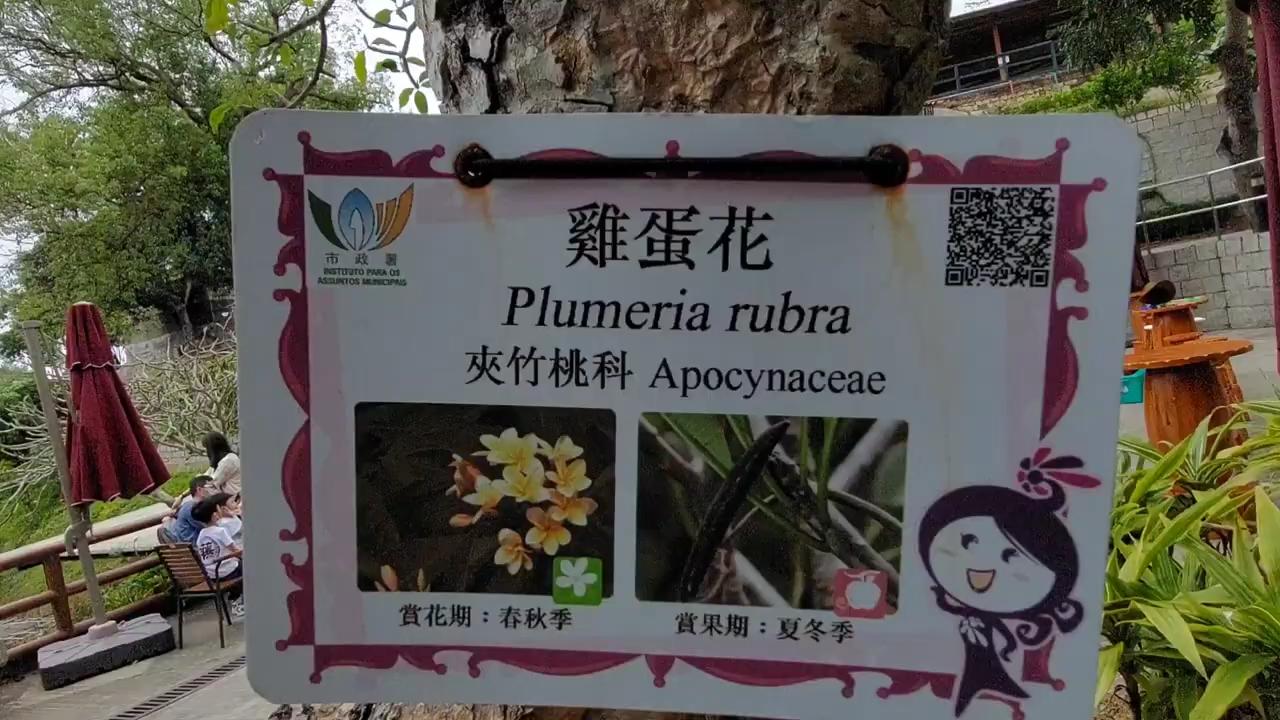 市政署
INSTITUTO PARA OS
ASSUNTOS MUNICIPAIS
雞蛋花
Plumeria rubra
夾竹桃科 Apocynaceae
賞花期：春秋季
賞果期：夏冬季